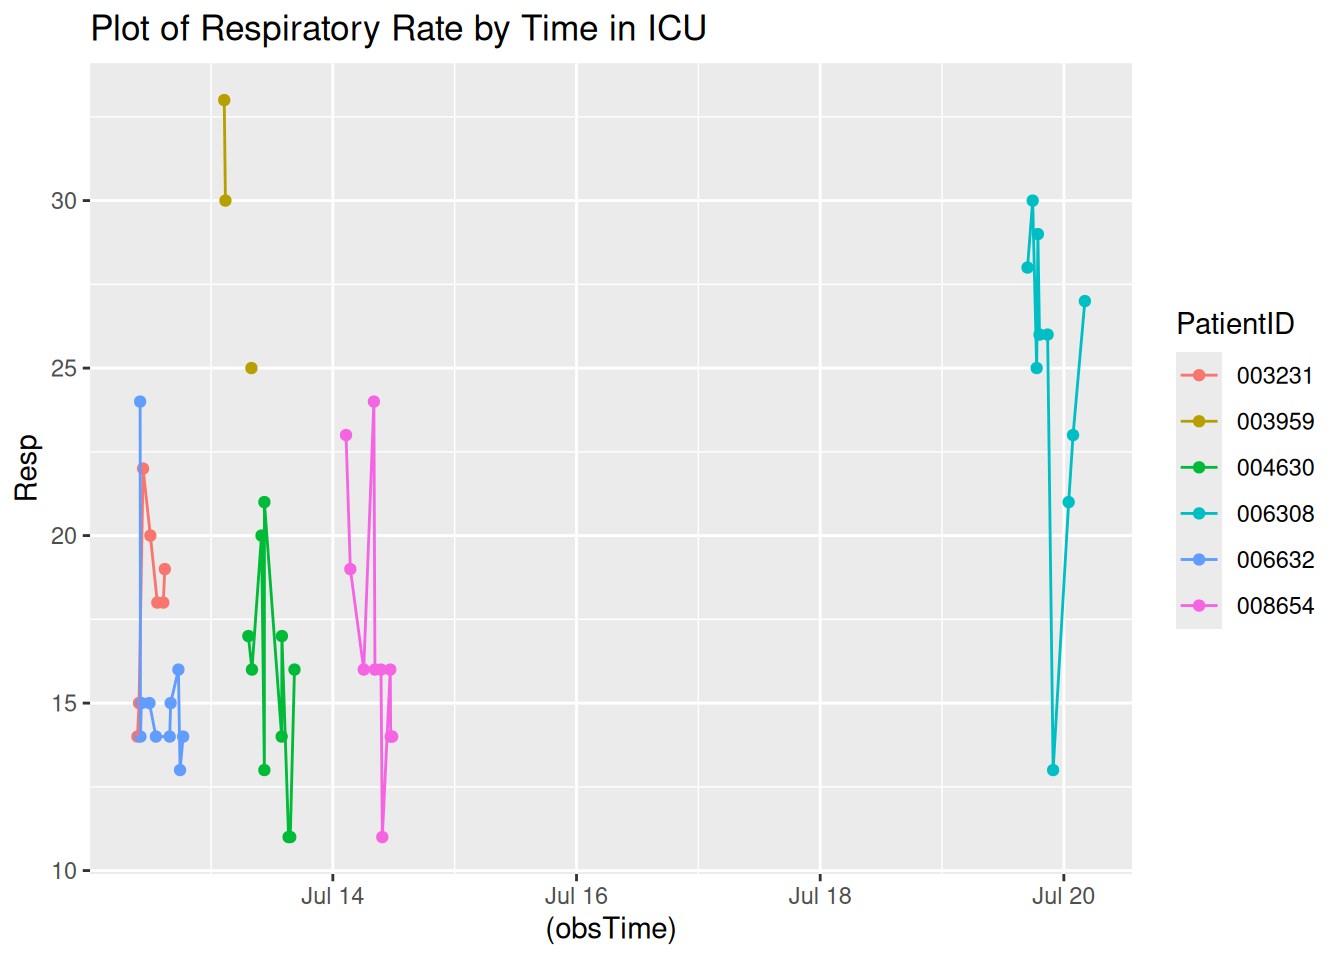 Plot of Respiratory Rate by Time in ICU
Resp
30
25
20
15
10
Jul 14 Jul 16 Jul 18 Jul 20
(obsTime)
PatientID
003231
003959
004630
006308
006632
008654